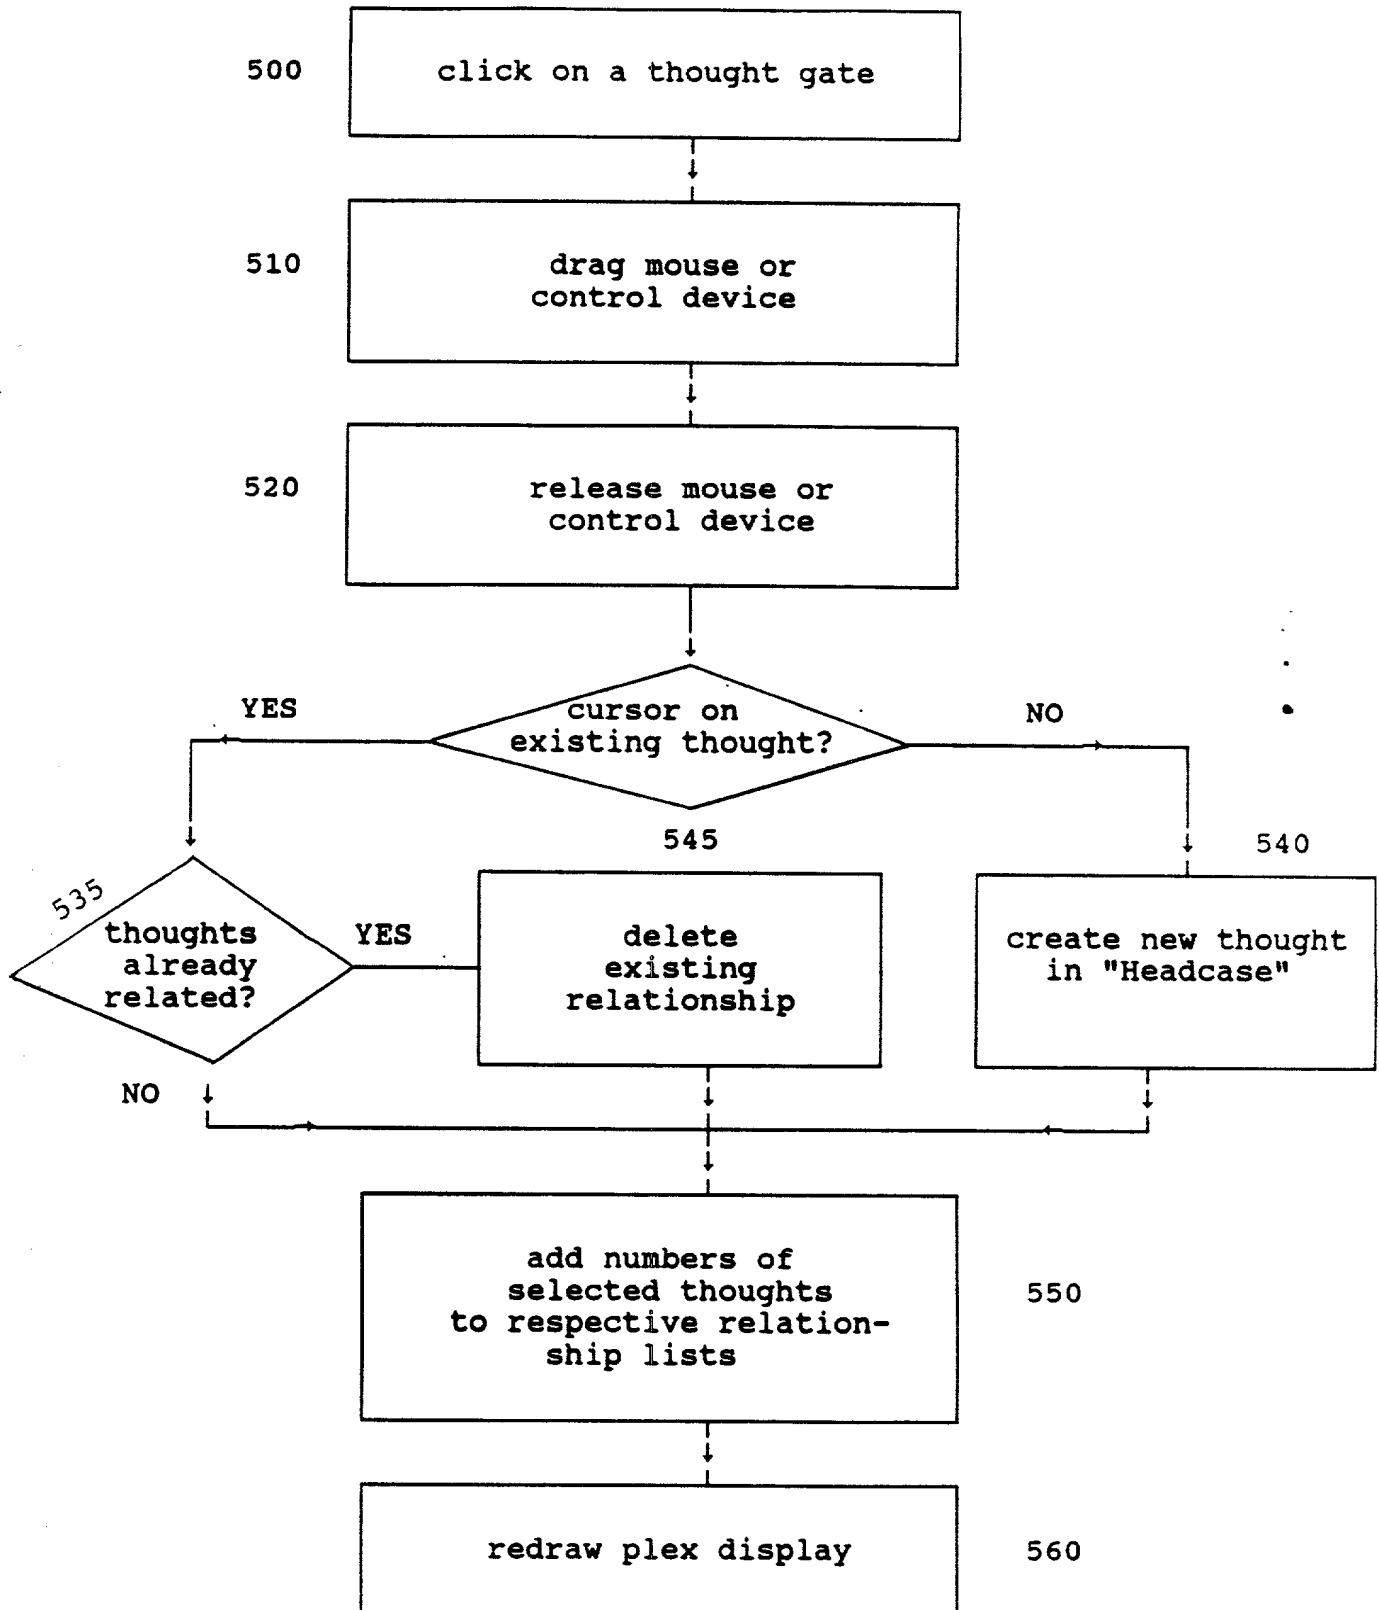 500
click on a thought gate
510
drag mouse or
control device
520
release mouse or
control device
YES
cursor on
existing thought?
NO
545
540
535
thoughts
already
related?
YES
delete
existing
relationship
create new thought
in "Headcase"
NO
add numbers of
selected thoughts
to respective relation-
ship lists
550
redraw plex display
560